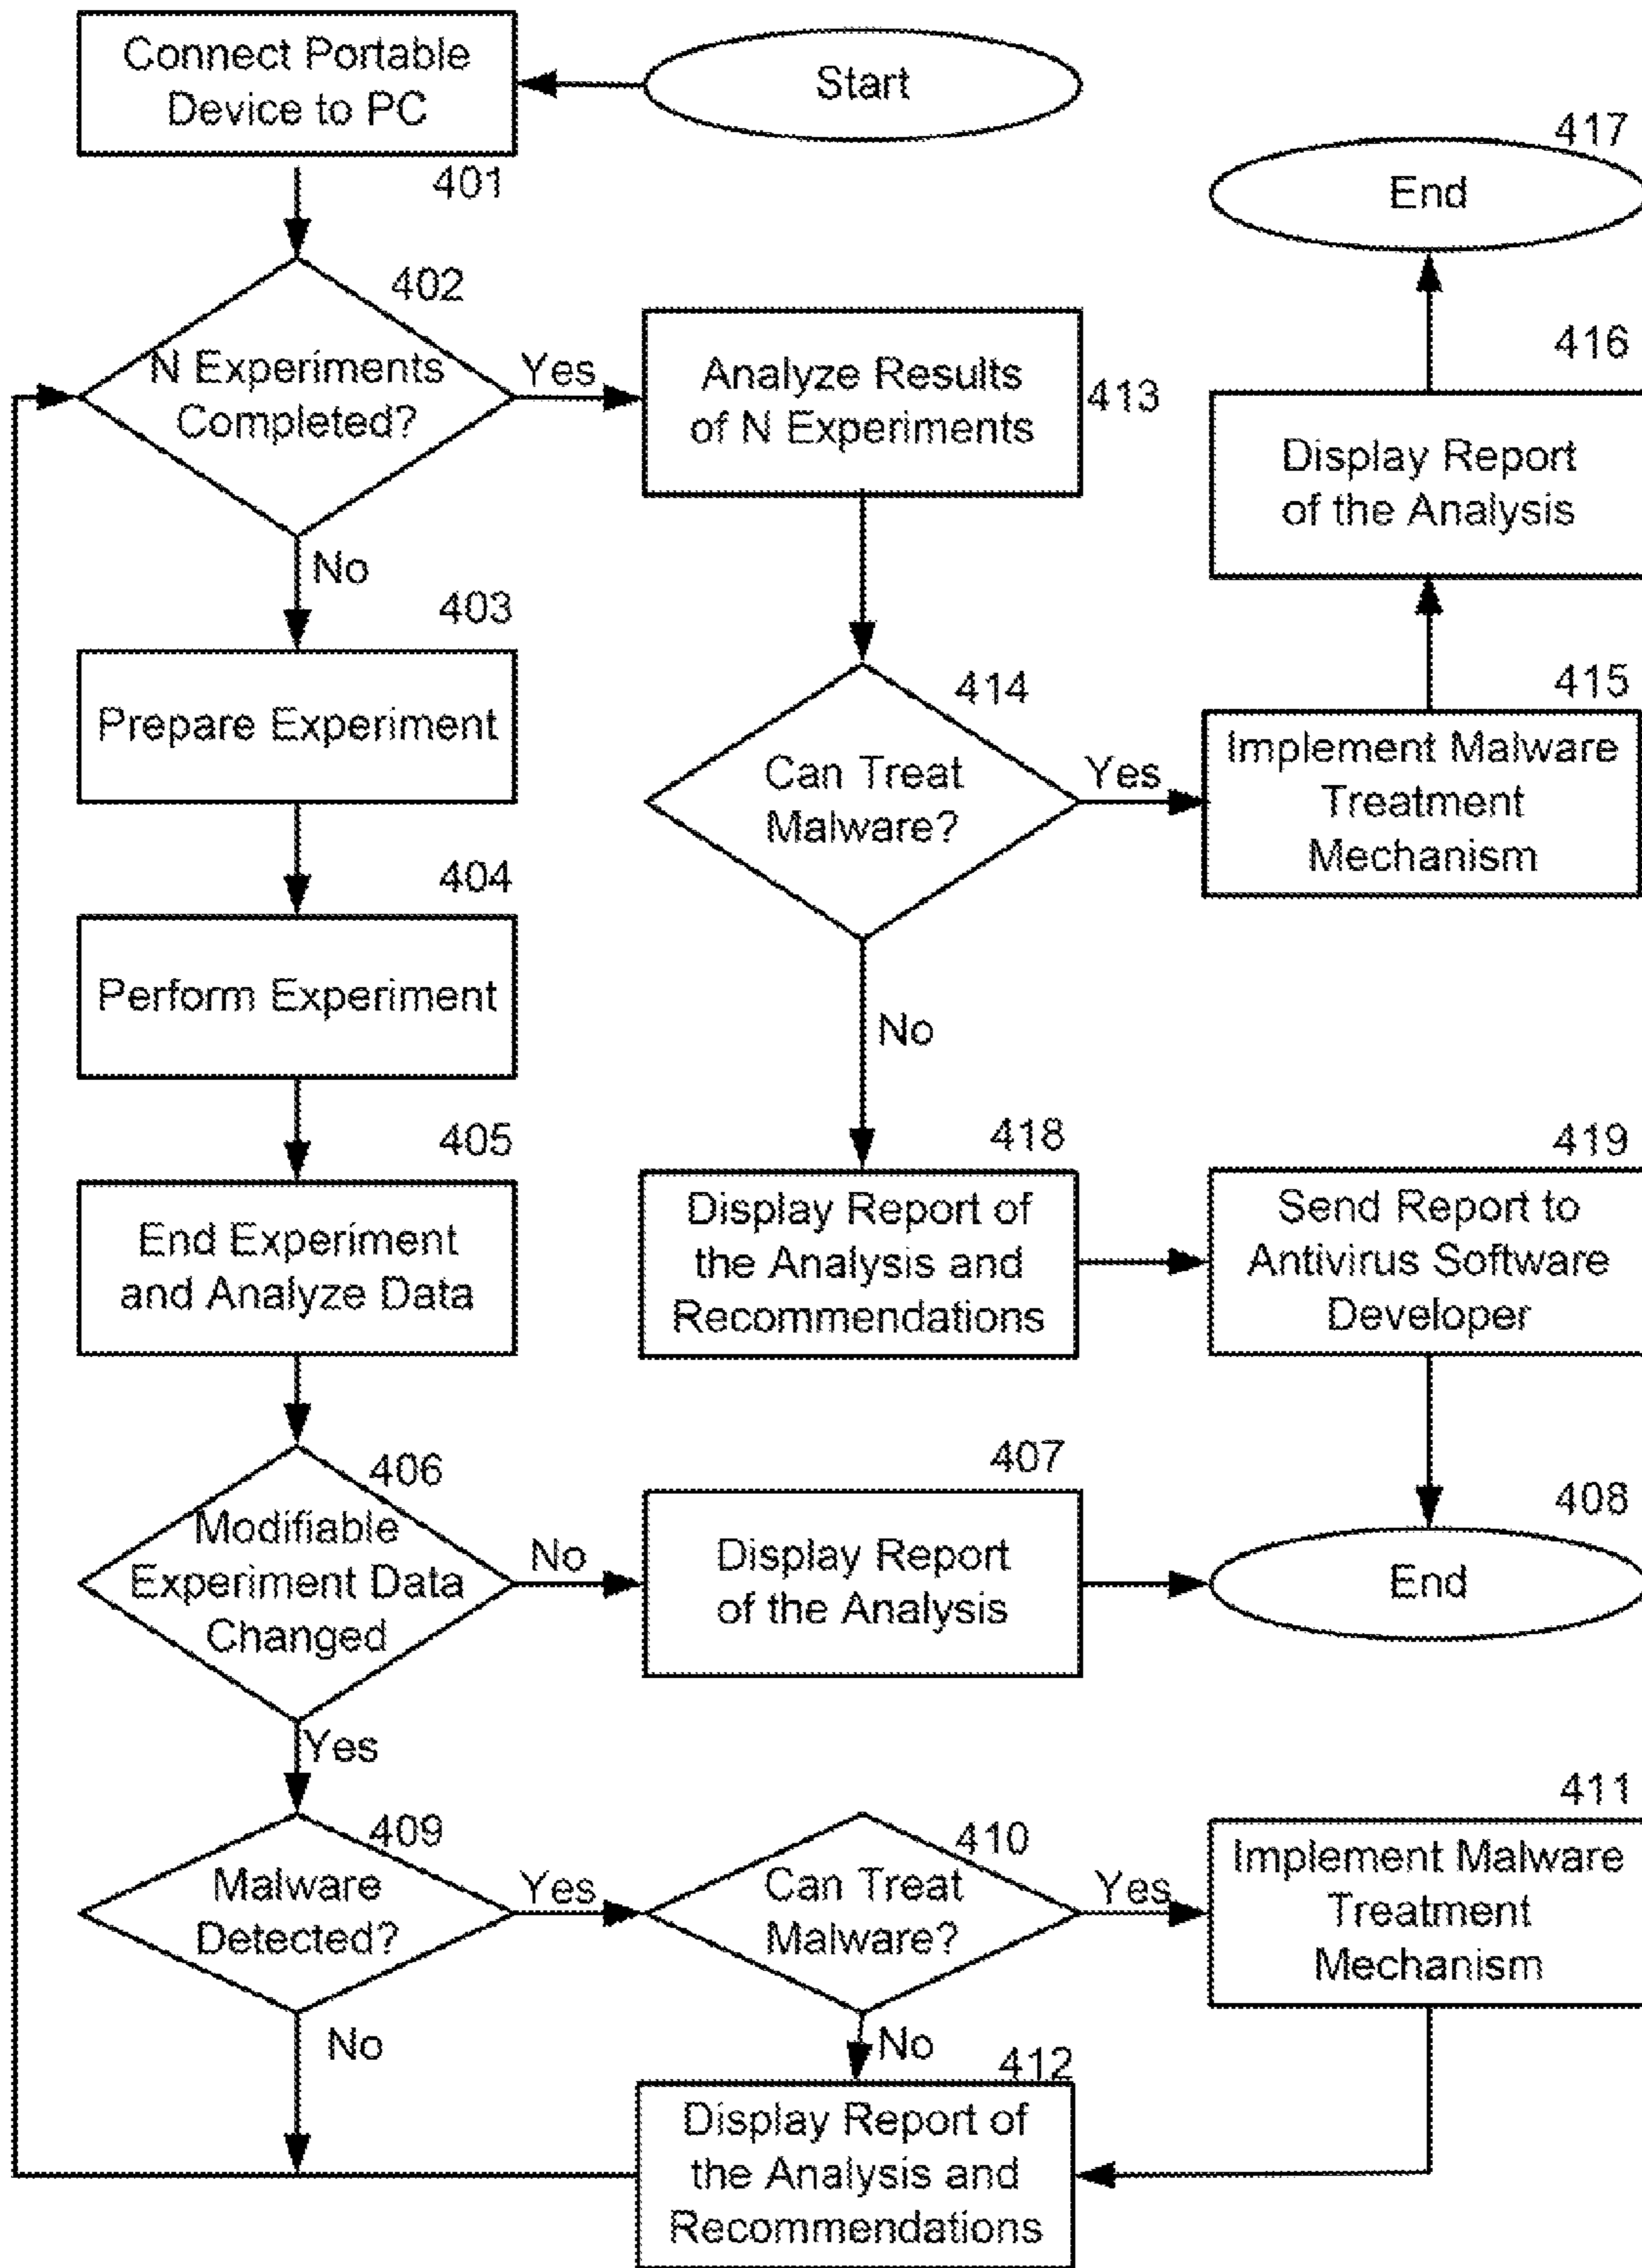 Connect Portable
Device to PC
401
Start
417
End
402
N Experiments
Completed?
Yes
No
Analyze Results
of N Experiments
413
416
Display Report
of the Analysis
403
Prepare Experiment
414
Can Treat
Malware?
Yes
No
415
Implement Malware
Treatment
Mechanism
404
Perform Experiment
405
End Experiment
and Analyze Data
418
Display Report of
the Analysis and
Recommendations
419
Send Report to
Antivirus Software
Developer
406
Modifiable
Experiment Data
Changed
No
Yes
407
Display Report
of the Analysis
408
End
409
Malware
Detected?
Yes
No
410
Can Treat
Malware?
Yes
No
411
Implement Malware
Treatment
Mechanism
412
Display Report of
the Analysis and
Recommendations